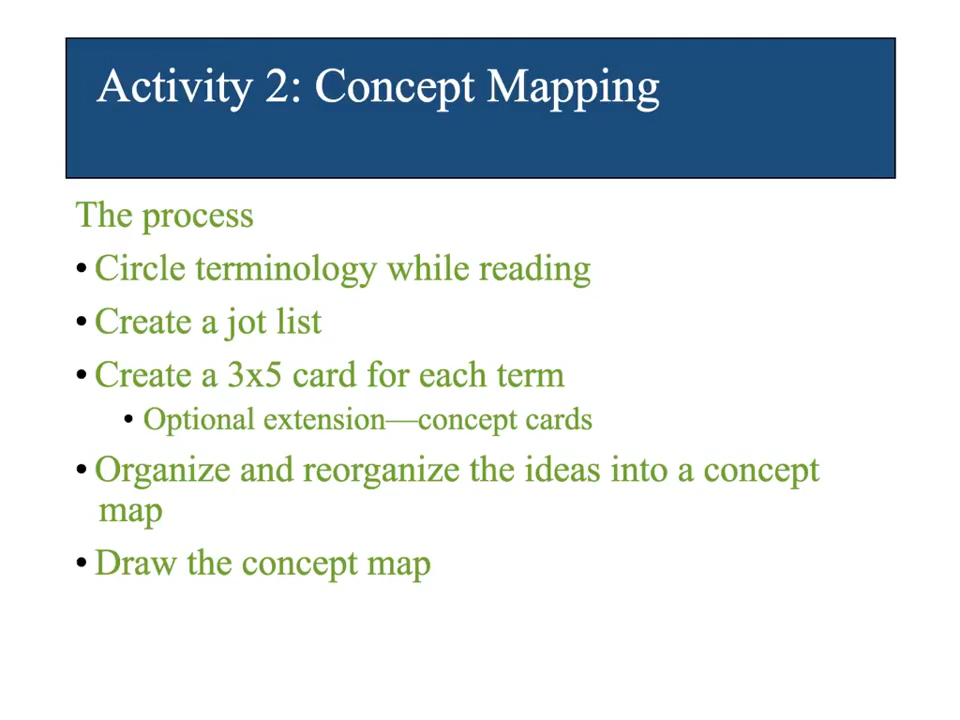 Activity 2: Concept Mapping
The process
• Circle terminology while reading
• Create a jot list
• Create a 3x5 card for each term
• Optional extension—concept cards
• Organize and reorganize the ideas into a concept
map
• Draw the concept map